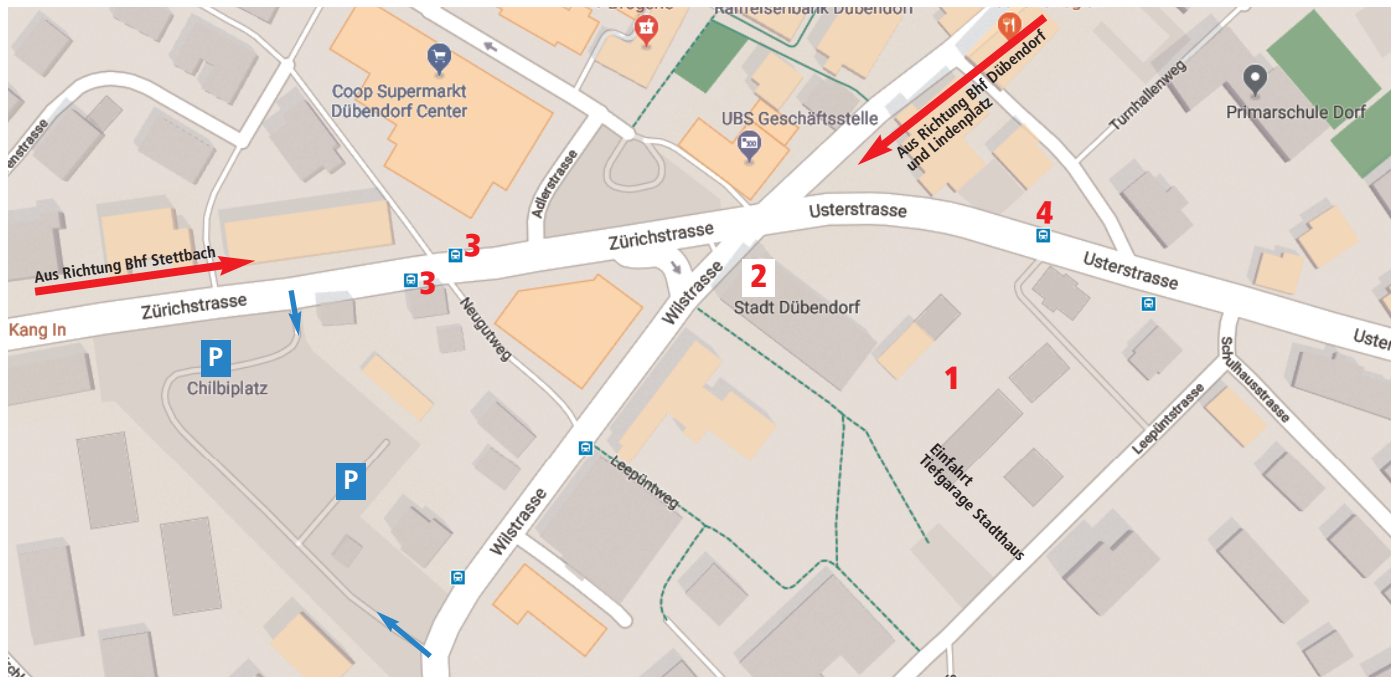 Raiffeisenbank Dübendorf
Coop Supermarkt
Dübendorf Center
UBS Geschäftsstelle
Aus Richtung Bhf Dübendorf
und Lindenplatz
Turnhallenweg
Primarschule Dorf
Adlerstrasse
Usterstrasse
4
Zürichstrasse
3
3
Aus Richtung Bhf Stettbach
Zürichstrasse
Kang In
Neugutweg
Wilstrasse
2
Stadt Dübendorf
Usterstrasse
P
Chilbiplatz
1
Schulhausstrasse
Leepüntstrasse
Einfahrt
Tiefgarage Stadthaus
P
Leepüntweg
Wilstrasse